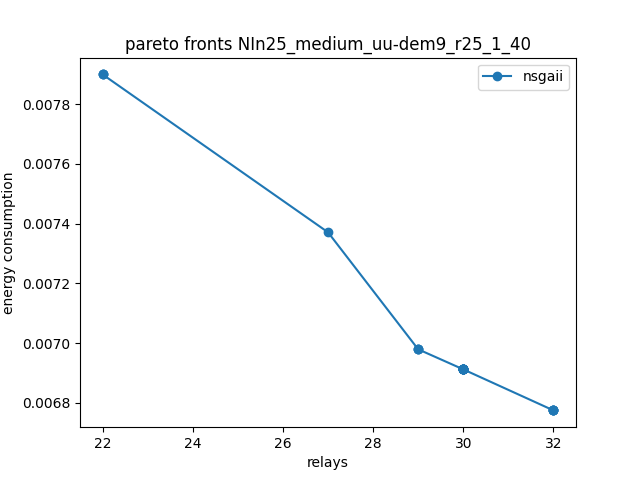 pareto fronts NIn25_medium_uu-dem9_r25_1_40
nsgaii
0.0078
0.0076
0.0074
0.0072
0.0070
0.0068
energy consumption
22 24 26 28 30 32
relays